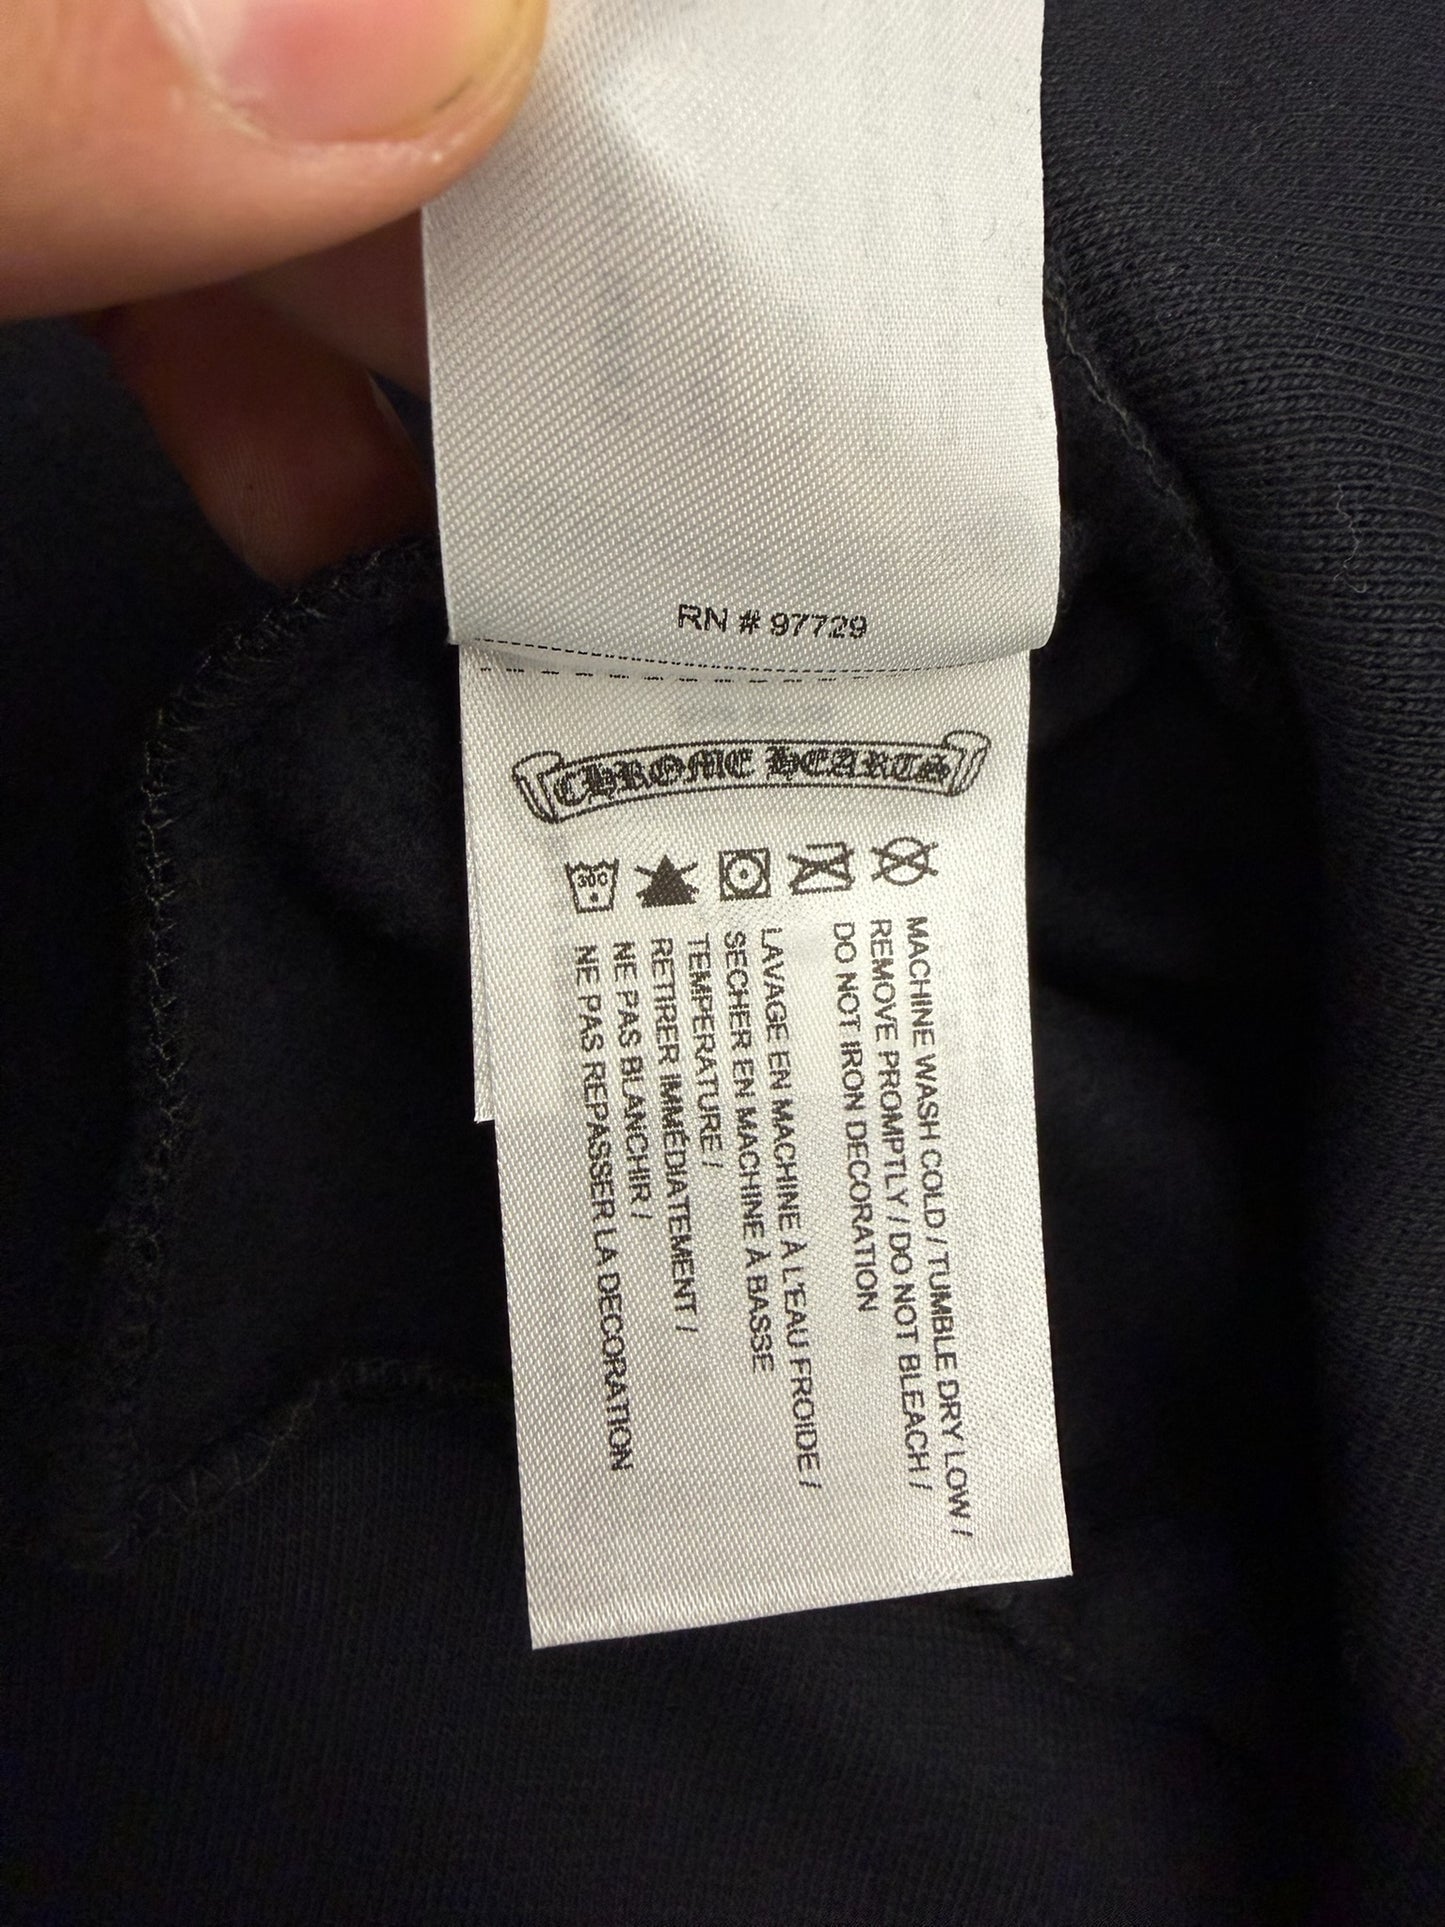 RN # 97729
CHROME HEARTS
30C
MACHINE WASH COLD / TUMBLE DRY LOW /
REMOVE PROMPTLY / DO NOT BLEACH /
DO NOT IRON DECORATION
LAVAGE EN MACHINE À L'EAU FROIDE /
SECHER EN MACHINE À BASSE
TEMPERATURE /
RETIRER IMMÉDIATEMENT /
NE PAS BLANCHIR /
NE PAS REPASSER LA DECORATION